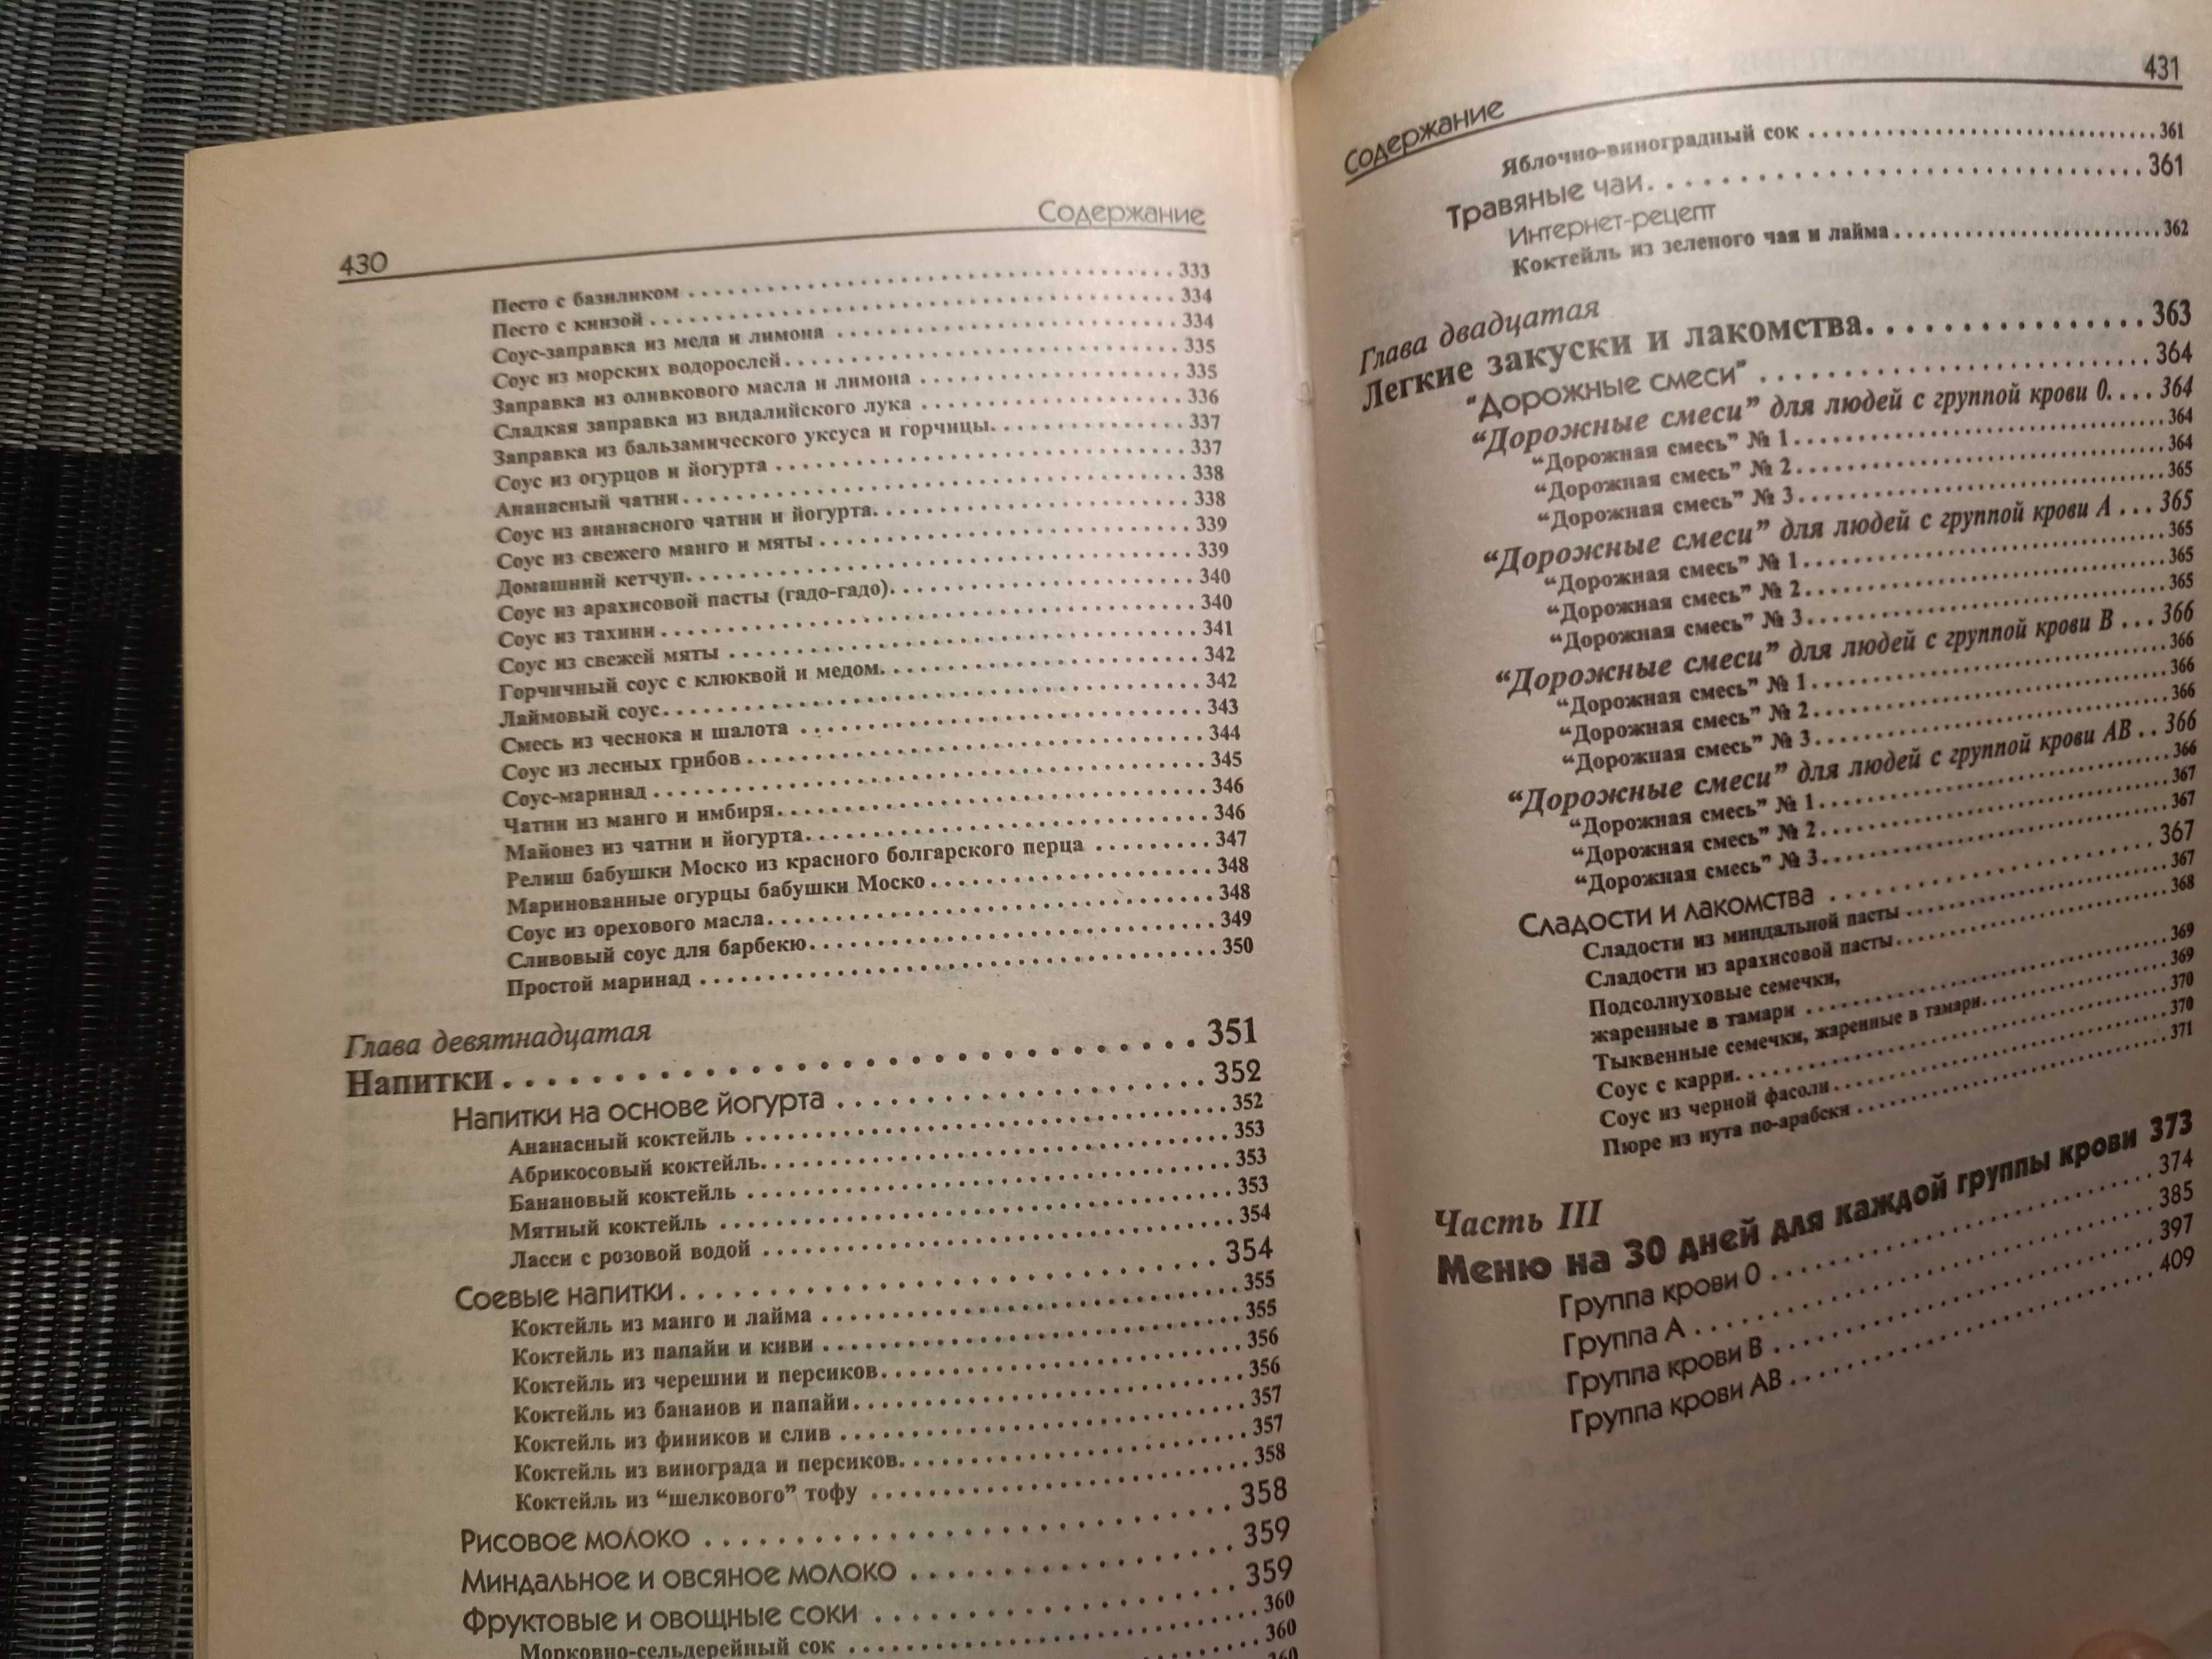 430 Содержание
Песто с базиликом 333
Песто с кинзой 334
Соус-заправка из меда и лимона 334
Соус из морских водорослей 335
Заправка из оливкового масла и лимона 335
Сладкая заправка из видалийского лука 336
Заправка из бальзамического уксуса и горчицы 337
Соус из огурцов и йогурта 337
Ананасный чатни 338
Соус из ананасного чатни и йогурта 338
Соус из свежего манго и мяты 339
Домашний кетчуп 339
Соус из арахисовой пасты (гадо-гадо) 340
Соус из тахини 340
Соус из свежей мяты 341
Горчичный соус с клюквой и медом 342
Лаймовый соус 342
Смесь из чеснока и шалота 343
Соус из лесных грибов 344
Соус-маринад 345
Чатни из манго и имбиря 346
Майонез из чатни и йогурта 346
Релиш бабушки Моско из красного болгарского перца 347
Маринованные огурцы бабушки Моско 348
Соус из орехового масла 348
Сливовый соус для барбекю 349
Простой маринад 350
Глава девятнадцатая
Напитки 351
Напитки на основе йогурта 352
Ананасный коктейль 352
Абрикосовый коктейль 353
Банановый коктейль 353
Мятный коктейль 353
Ласси с розовой водой 354
Соевые напитки 354
Коктейль из манго и лайма 355
Коктейль из папайи и киви 355
Коктейль из черешни и персиков 356
Коктейль из бананов и папайи 356
Коктейль из фиников и слив 357
Коктейль из винограда и персиков 357
Коктейль из “шелкового” тофу 358
Рисовое молоко 358
Миндальное и овсяное молоко 359
Фруктовые и овощные соки 359
Морковно-сельдерейный сок 360
360
360
Содержание 431
Яблочно-виноградный сок 361
Травяные чаи 361
Интернет-рецепт
Коктейль из зеленого чая и лайма 362
Глава двадцатая
Легкие закуски и лакомства 363
“Дорожные смеси” 364
“Дорожные смеси” для людей с группой крови 0 364
“Дорожная смесь” № 1 364
“Дорожная смесь” № 2 364
“Дорожная смесь” № 3 365
“Дорожные смеси” для людей с группой крови А 365
“Дорожная смесь” № 1 365
“Дорожная смесь” № 2 365
“Дорожная смесь” № 3 365
“Дорожные смеси” для людей с группой крови В 366
“Дорожная смесь” № 1 366
“Дорожная смесь” № 2 366
“Дорожная смесь” № 3 366
“Дорожные смеси” для людей с группой крови АВ 366
“Дорожная смесь” № 1 366
“Дорожная смесь” № 2 367
“Дорожная смесь” № 3 367
Сладости и лакомства 367
Сладости из миндальной пасты 367
Сладости из арахисовой пасты 368
Подсолнуховые семечки,
жаренные в тамари 369
Тыквенные семечки, жаренные в тамари 369
Соус с карри 370
Соус из черной фасоли 370
Пюре из нута по-арабски 371
Часть III
Меню на 30 дней для каждой группы крови 373
Группа крови 0 374
Группа А 385
Группа крови В 397
Группа крови АВ 409